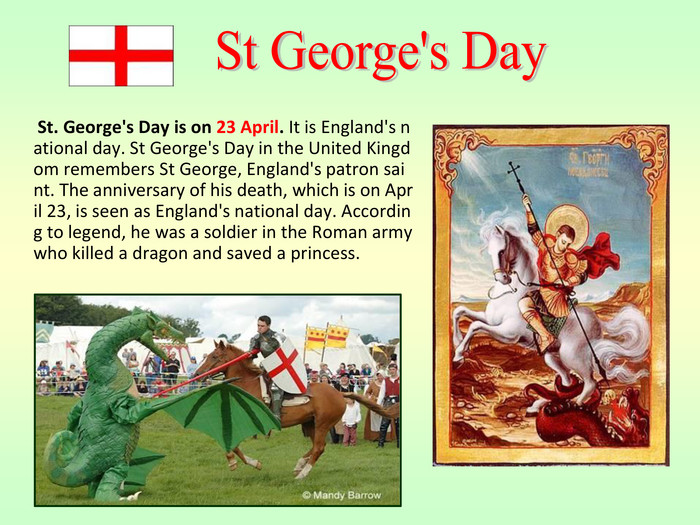 St George's Day
St. George's Day is on 23 April. It is England's n
ational day. St George's Day in the United Kingd
om remembers St George, England's patron sai
nt. The anniversary of his death, which is on Apr
il 23, is seen as England's national day. Accordin
g to legend, he was a soldier in the Roman army
who killed a dragon and saved a princess.
© Mandy Barrow